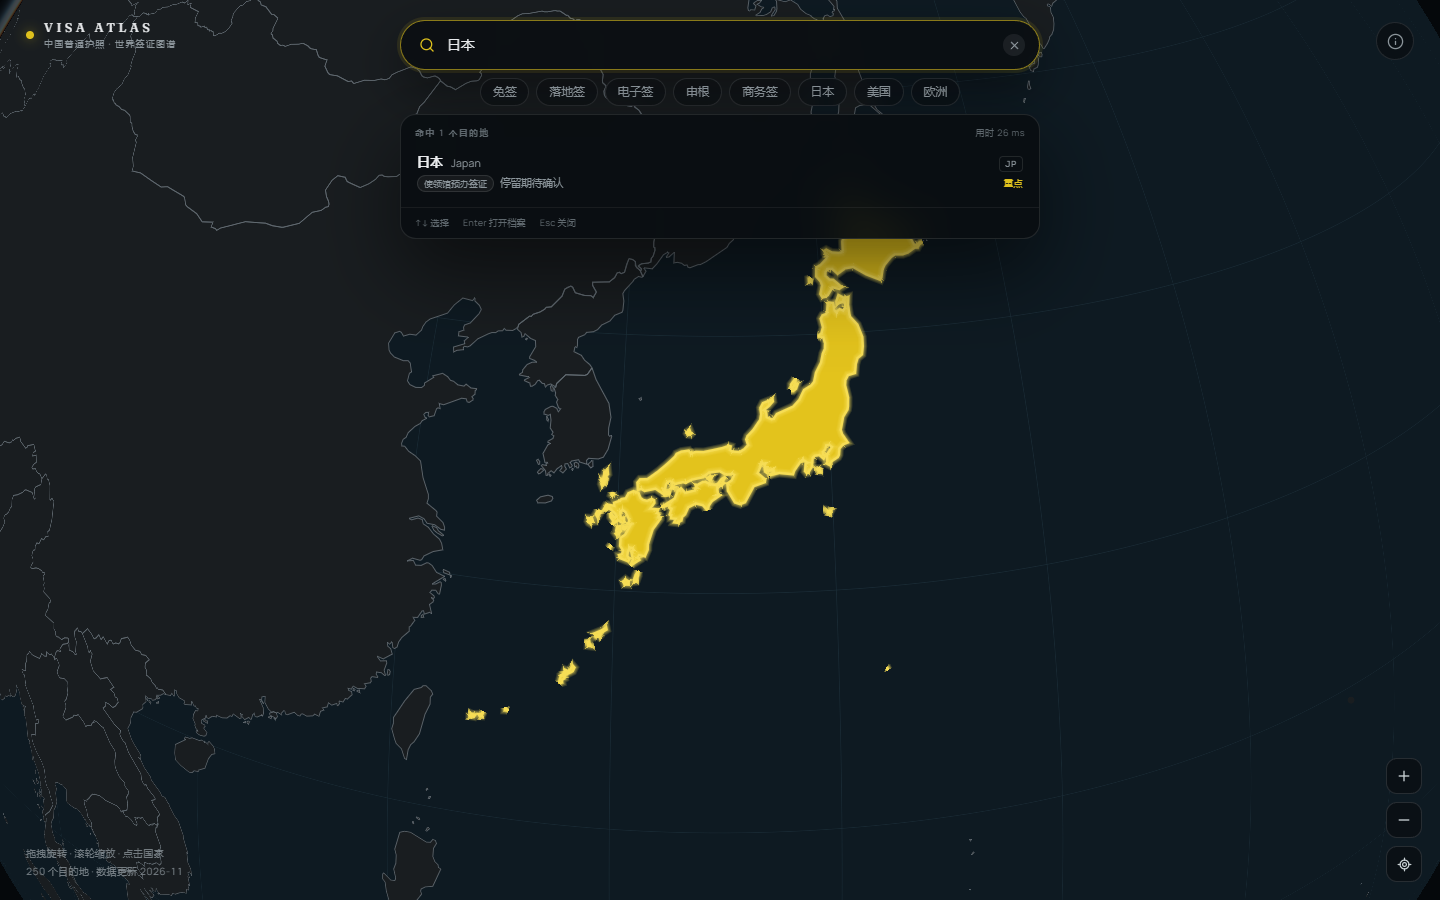 VISA ATLAS
中国普通护照 · 世界签证图谱
日本
免签
落地签
电子签
申根
商务签
日本
美国
欧洲
命中 1 个目的地
用时 26 ms
日本 Japan
JP
使领馆预办签证 停留期待确认
重点
↑↓ 选择 Enter 打开档案 Esc 关闭
拖拽旋转 · 滚轮缩放 · 点击国家
250 个目的地 · 数据更新 2026-11